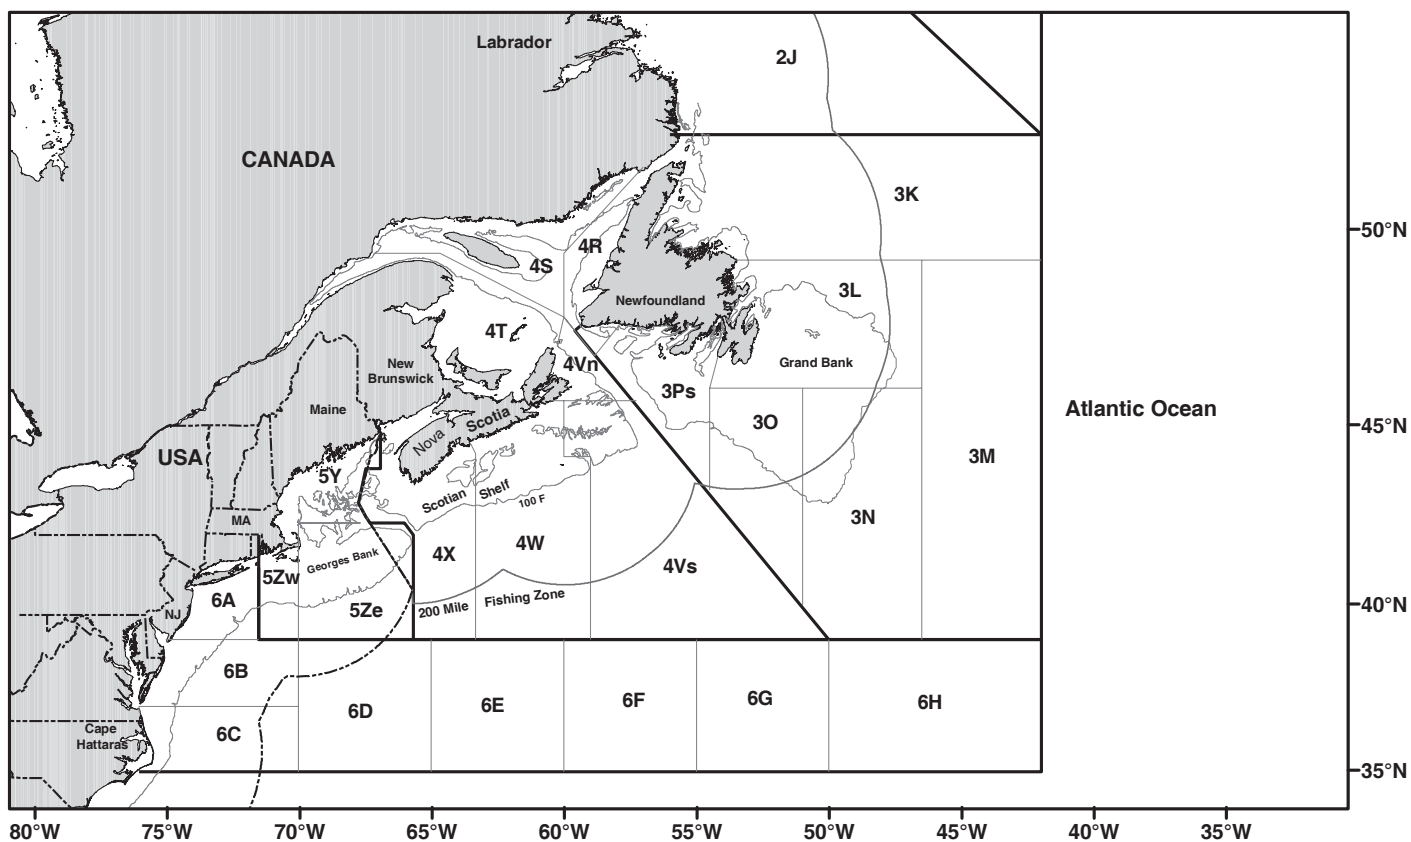 Labrador
2J
CANADA
3K
50°N
4R
4S
Newfoundland
3L
4T
New
Brunswick
4Vn
Grand Bank
3Ps
Maine
Atlantic Ocean
Nova
Scotia
3O
45°N
USA
5Y
3M
Scotian
Shelf
100 F
MA
3N
Georges Bank
4X
4W
4Vs
5Zw
6A
5Ze
200 Mile
Fishing Zone
40°N
NJ
6B
6D
6E
6F
6G
6H
Cape
Hattaras
6C
35°N
80°W 75°W 70°W 65°W 60°W 55°W 50°W 45°W 40°W 35°W